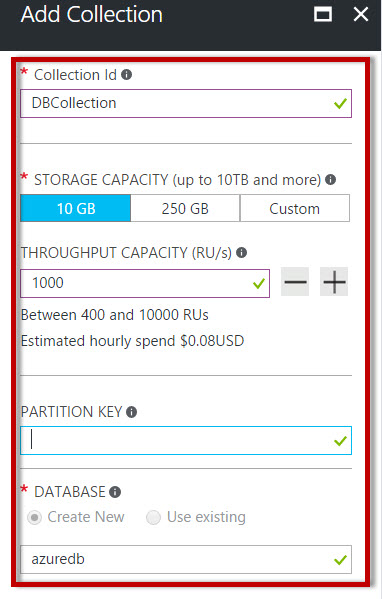 Add Collection
* Collection Id
DBCollection
* STORAGE CAPACITY (up to 10TB and more)
10 GB 250 GB Custom
THROUGHPUT CAPACITY (RU/s)
1000
Between 400 and 10000 RUs
Estimated hourly spend $0.08USD
PARTITION KEY
* DATABASE
Create New Use existing
azuredb